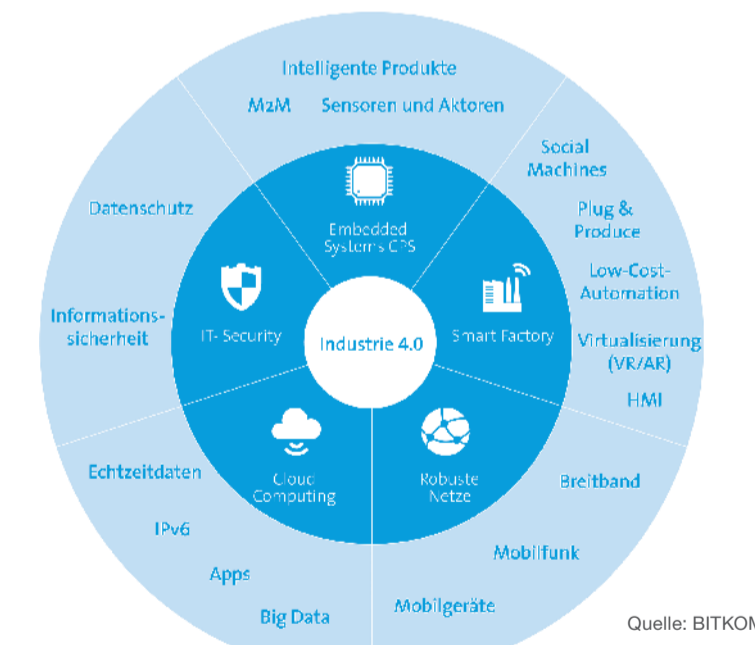 Intelligente Produkte
M2M Sensoren und Aktoren
Social
Machines
Plug &
Produce
Low-Cost-
Automation
Virtualisierung
(VR/AR)
HMI
Datenschutz
Informations-
sicherheit
Embedded
Systems CPS
IT- Security
Industrie 4.0
Smart Factory
Cloud
Computing
Robuste
Netze
Echtzeitdaten
IPv6
Apps
Big Data
Breitband
Mobilfunk
Mobilgeräte
Quelle: BITKOM